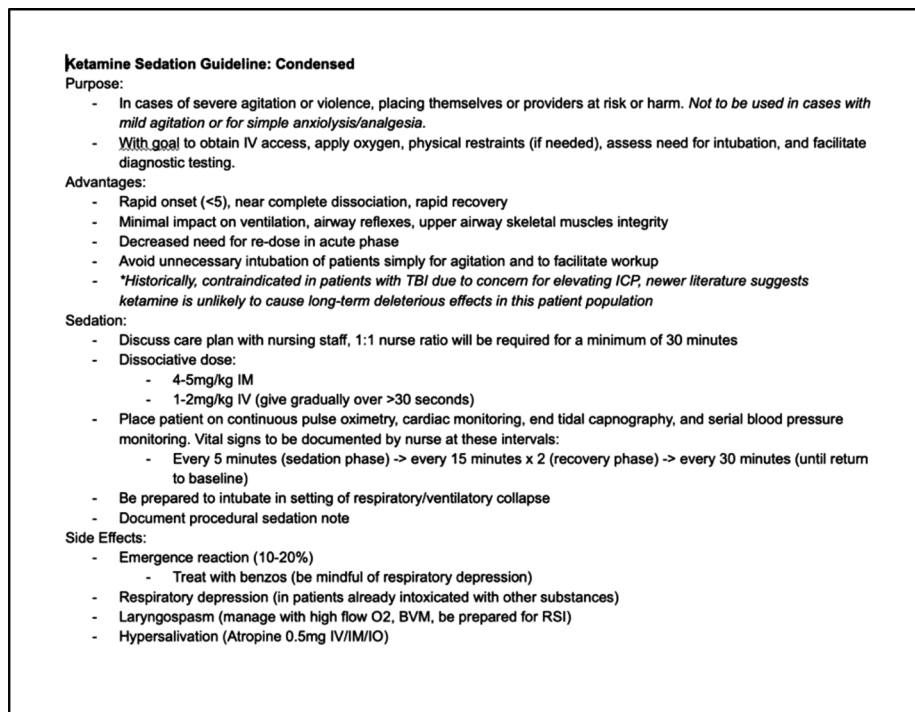 Ketamine Sedation Guideline: Condensed
Purpose:
- In cases of severe agitation or violence, placing themselves or providers at risk or harm. Not to be used in cases with
mild agitation or for simple anxiolysis/analgesia.
- With goal to obtain IV access, apply oxygen, physical restraints (if needed), assess need for intubation, and facilitate
diagnostic testing.
Advantages:
- Rapid onset (<5), near complete dissociation, rapid recovery
- Minimal impact on ventilation, airway reflexes, upper airway skeletal muscles integrity
- Decreased need for re-dose in acute phase
- Avoid unnecessary intubation of patients simply for agitation and to facilitate workup
- *Historically, contraindicated in patients with TBI due to concern for elevating ICP, newer literature suggests
ketamine is unlikely to cause long-term deleterious effects in this patient population
Sedation:
- Discuss care plan with nursing staff, 1:1 nurse ratio will be required for a minimum of 30 minutes
- Dissociative dose:
- 4-5mg/kg IM
- 1-2mg/kg IV (give gradually over >30 seconds)
- Place patient on continuous pulse oximetry, cardiac monitoring, end tidal capnography, and serial blood pressure
monitoring. Vital signs to be documented by nurse at these intervals:
- Every 5 minutes (sedation phase) -> every 15 minutes x 2 (recovery phase) -> every 30 minutes (until return
to baseline)
- Be prepared to intubate in setting of respiratory/ventilatory collapse
- Document procedural sedation note
Side Effects:
- Emergence reaction (10-20%)
- Treat with benzos (be mindful of respiratory depression)
- Respiratory depression (in patients already intoxicated with other substances)
- Laryngospasm (manage with high flow O2, BVM, be prepared for RSI)
- Hypersalivation (Atropine 0.5mg IV/IM/IO)